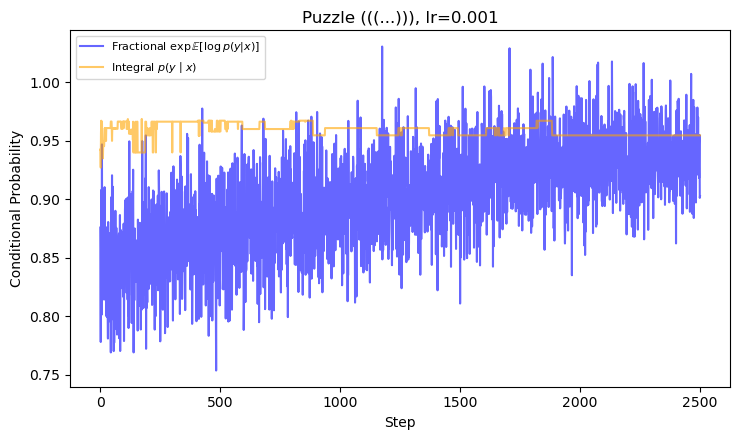 Puzzle (((...))), lr=0.001
Fractional exp𝔼[log p(y|x)]
Integral p(y | x)
Conditional Probability
1.00
0.95
0.90
0.85
0.80
0.75
0
500
1000
1500
2000
2500
Step